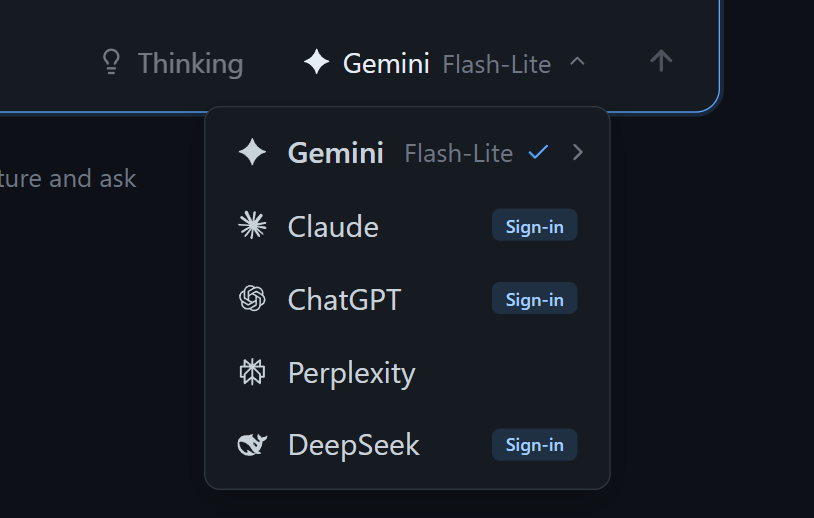 Thinking Gemini Flash-Lite
ture and ask
Gemini Flash-Lite
Claude Sign-in
ChatGPT Sign-in
Perplexity
DeepSeek Sign-in